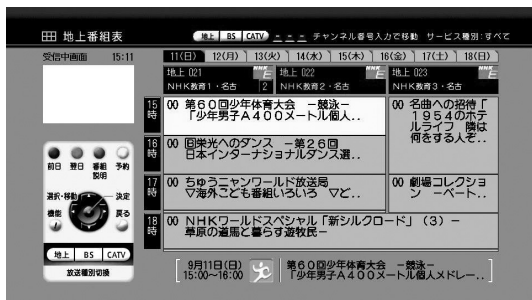 地上番組表
地上 BS CATV _ _ _ チャンネル番号入力で移動 サービス種別:すべて
受信中画面 15:11
11(日) 12(月) 13(火) 14(水) 15(木) 16(金) 17(土) 18(日)
地上 021 NHK E
NHK教育1・名古 2
地上 022 NHK E
NHK教育2・名古
地上 023 NHK E
NHK教育3・名古
15時
00 第60回少年体育大会 −競泳−
「少年男子A400メートル個人..
00 名曲への招待「
1954のホテ
ルライフ 隣は
何をする人ぞ..
16時
00 回栄光へのダンス −第26回
日本インターナショナルダンス選..
17時
00 ちゅうニャンワールド放送局
▽海外こども番組いろいろ ▽ど..
00 劇場コレクショ
ン −ベート..
18時
00 NHKワールドスペシャル「新シルクロード」(3) −
草原の道馬と暮らす遊牧民−
前日 翌日 番組説明 予約
選択・移動 決定
機能 戻る
地上 BS CATV
放送種別切換
9月11日(日)
15:00〜16:00
第60回少年体育大会 −競泳−
「少年男子A400メートル個人メドレー..